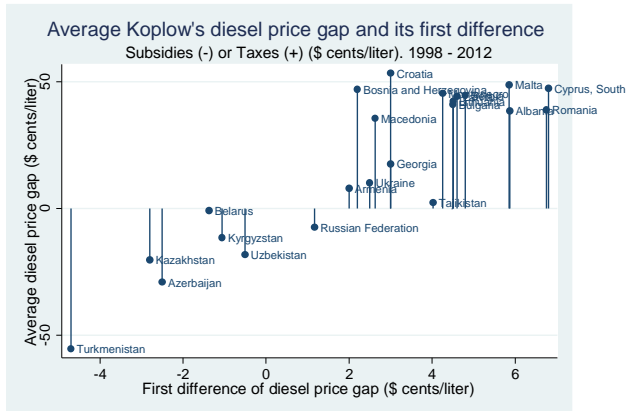 Average Koplow's diesel price gap and its first difference
Subsidies (-) or Taxes (+) ($ cents/liter). 1998 - 2012
Average diesel price gap ($ cents/liter)
50
0
-50
Croatia
Malta
Bosnia and Herzegovina
Cyprus, South
Bulgaria
Albania
Romania
Macedonia
Georgia
Ukraine
Armenia
Tajikistan
Belarus
Russian Federation
Kyrgyzstan
Uzbekistan
Kazakhstan
Azerbaijan
Turkmenistan
-4
-2
0
2
4
6
First difference of diesel price gap ($ cents/liter)